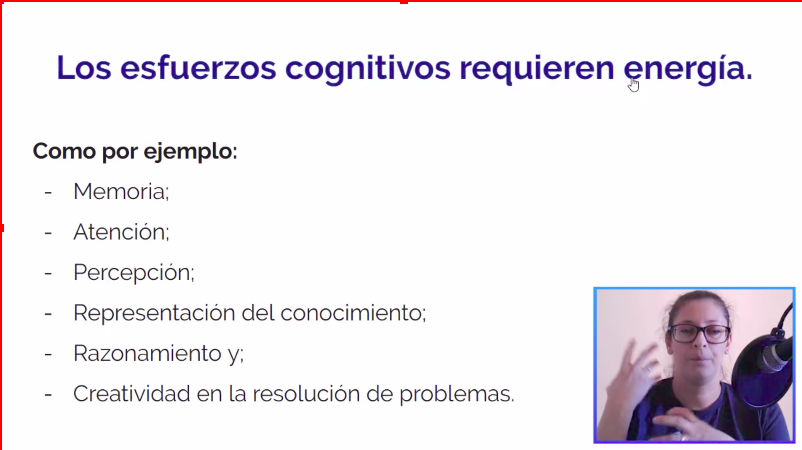 Los esfuerzos cognitivos requieren energía.
Como por ejemplo:
- Memoria;
- Atención;
- Percepción;
- Representación del conocimiento;
- Razonamiento y;
- Creatividad en la resolución de problemas.